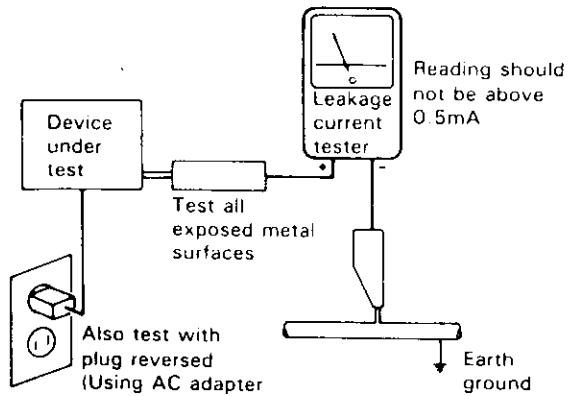 Reading should
not be above
0.5mA
Leakage
current
tester
+ -
Device
under
test
Test all
exposed metal
surfaces
Also test with
plug reversed
(Using AC adapter
Earth
ground